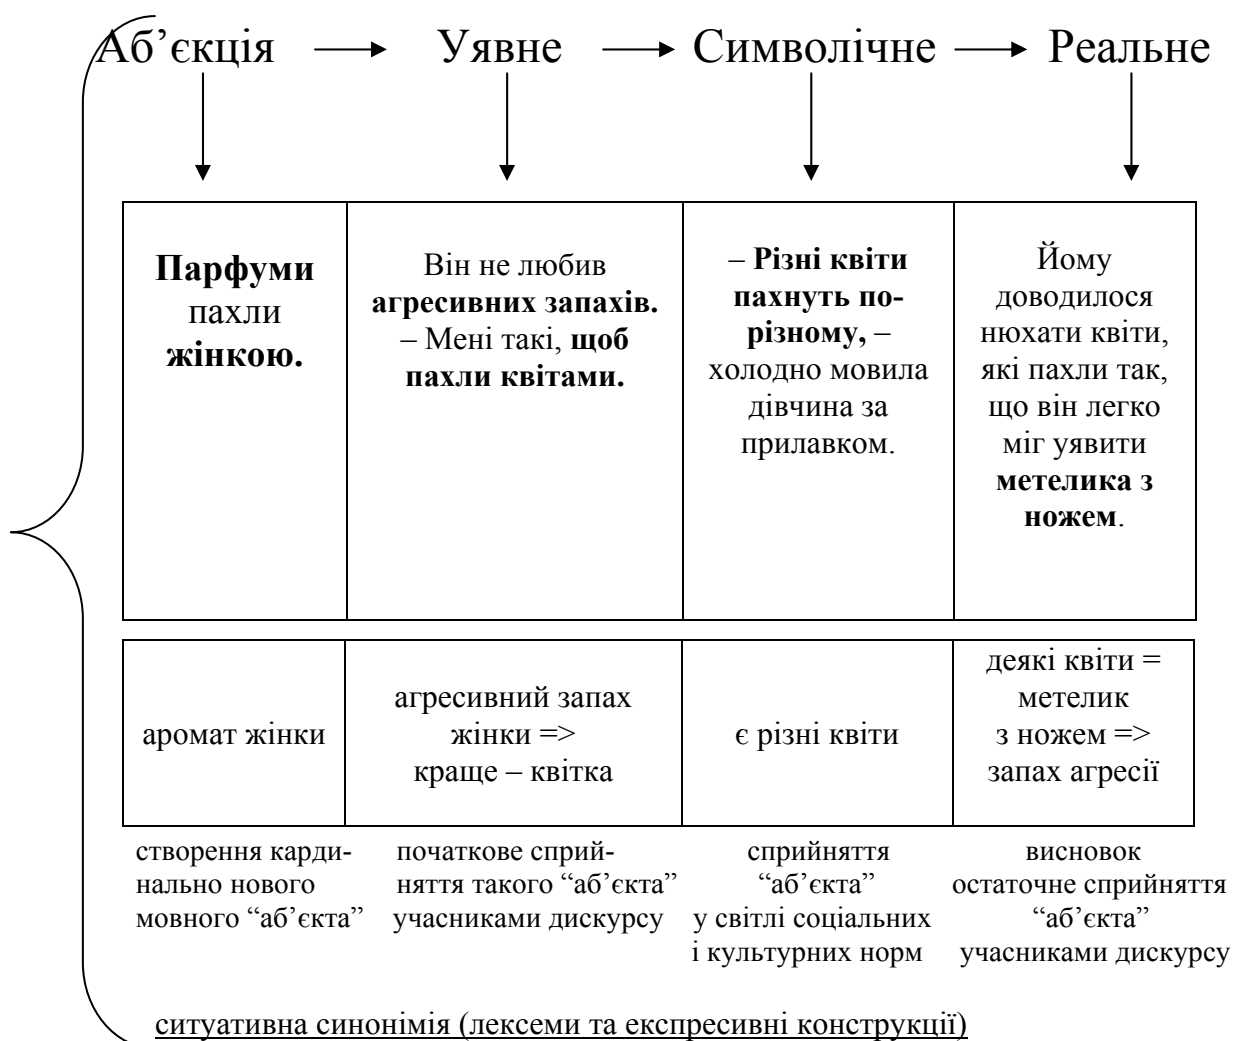 Аб’єкція → Уявне → Символічне → Реальне
Парфуми
пахли
жінкою.
Він не любив
агресивних запахів.
– Мені такі, щоб
пахли квітами.
– Різні квіти
пахнуть по-
різному, –
холодно мовила
дівчина за
прилавком.
Йому
доводилося
нюхати квіти,
які пахли так,
що він легко
міг уявити
метелика з
ножем.
аромат жінки
агресивний запах
жінки =>
краще – квітка
є різні квіти
деякі квіти =
метелик
з ножем =>
запах агресії
створення карди-
нально нового
мовного “аб’єкта”
початкове сприй-
няття такого “аб’єкта”
учасниками дискурсу
сприйняття
“аб’єкта”
у світлі соціальних
і культурних норм
висновок
остаточне сприйняття
“аб’єкта”
учасниками дискурсу
ситуативна синонімія (лексеми та експресивні конструкції)